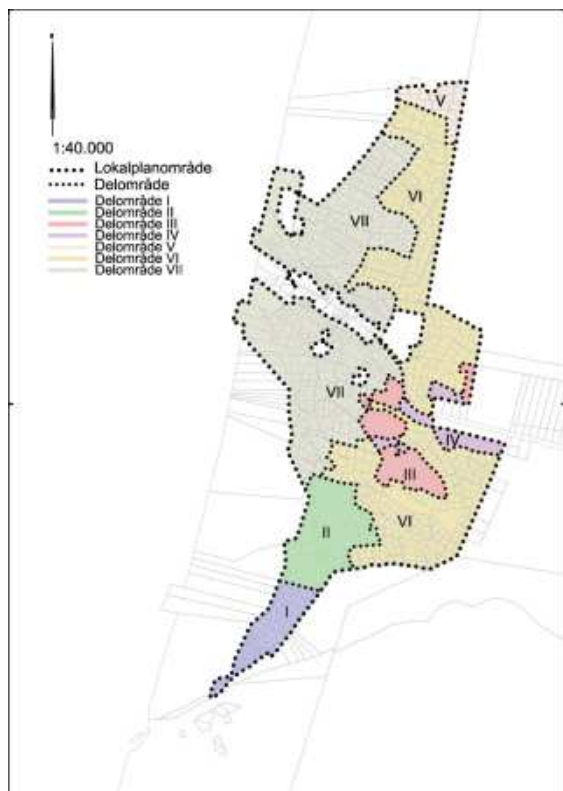 1:40.000
Lokalplanområde
Delområde
Delområde I
Delområde II
Delområde III
Delområde IV
Delområde V
Delområde VI
Delområde VII
V
VI
VII
VII
IV
III
VI
II
I